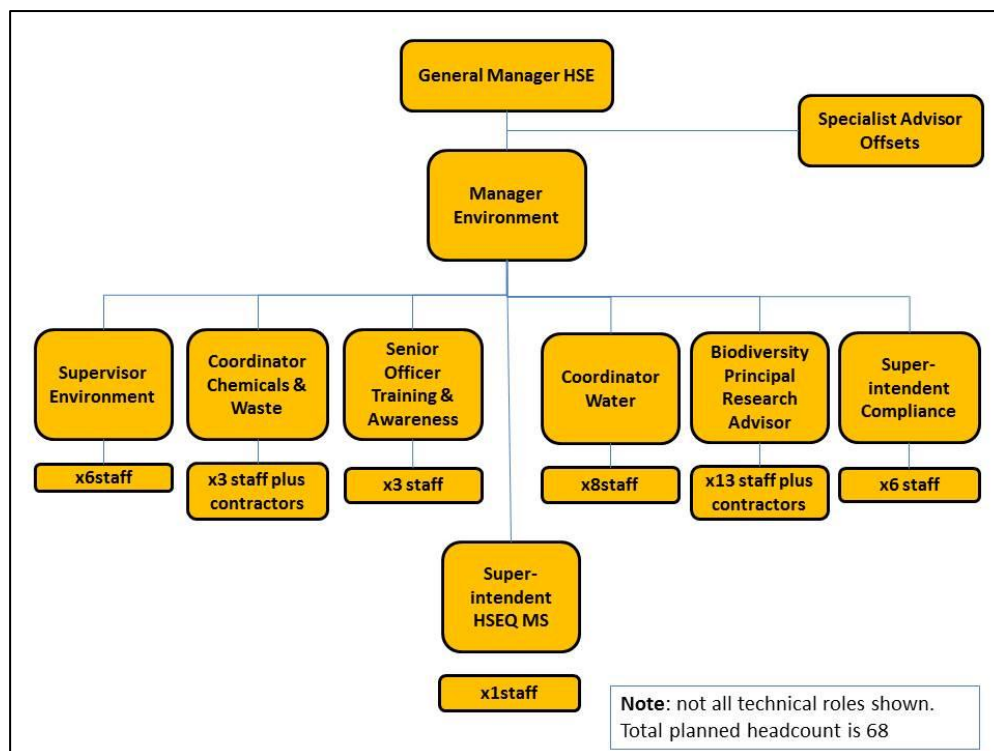 General Manager HSE
Specialist Advisor
Offsets
Manager
Environment
Supervisor
Environment
Coordinator
Chemicals &
Waste
Senior
Officer
Training &
Awareness
Coordinator
Water
Biodiversity
Principal
Research
Advisor
Super-
intendent
Compliance
x6staff
x3 staff plus
contractors
x3 staff
x8staff
x13 staff plus
contractors
x6 staff
Super-
intendent
HSEQ MS
x1staff
Note: not all technical roles shown.
Total planned headcount is 68